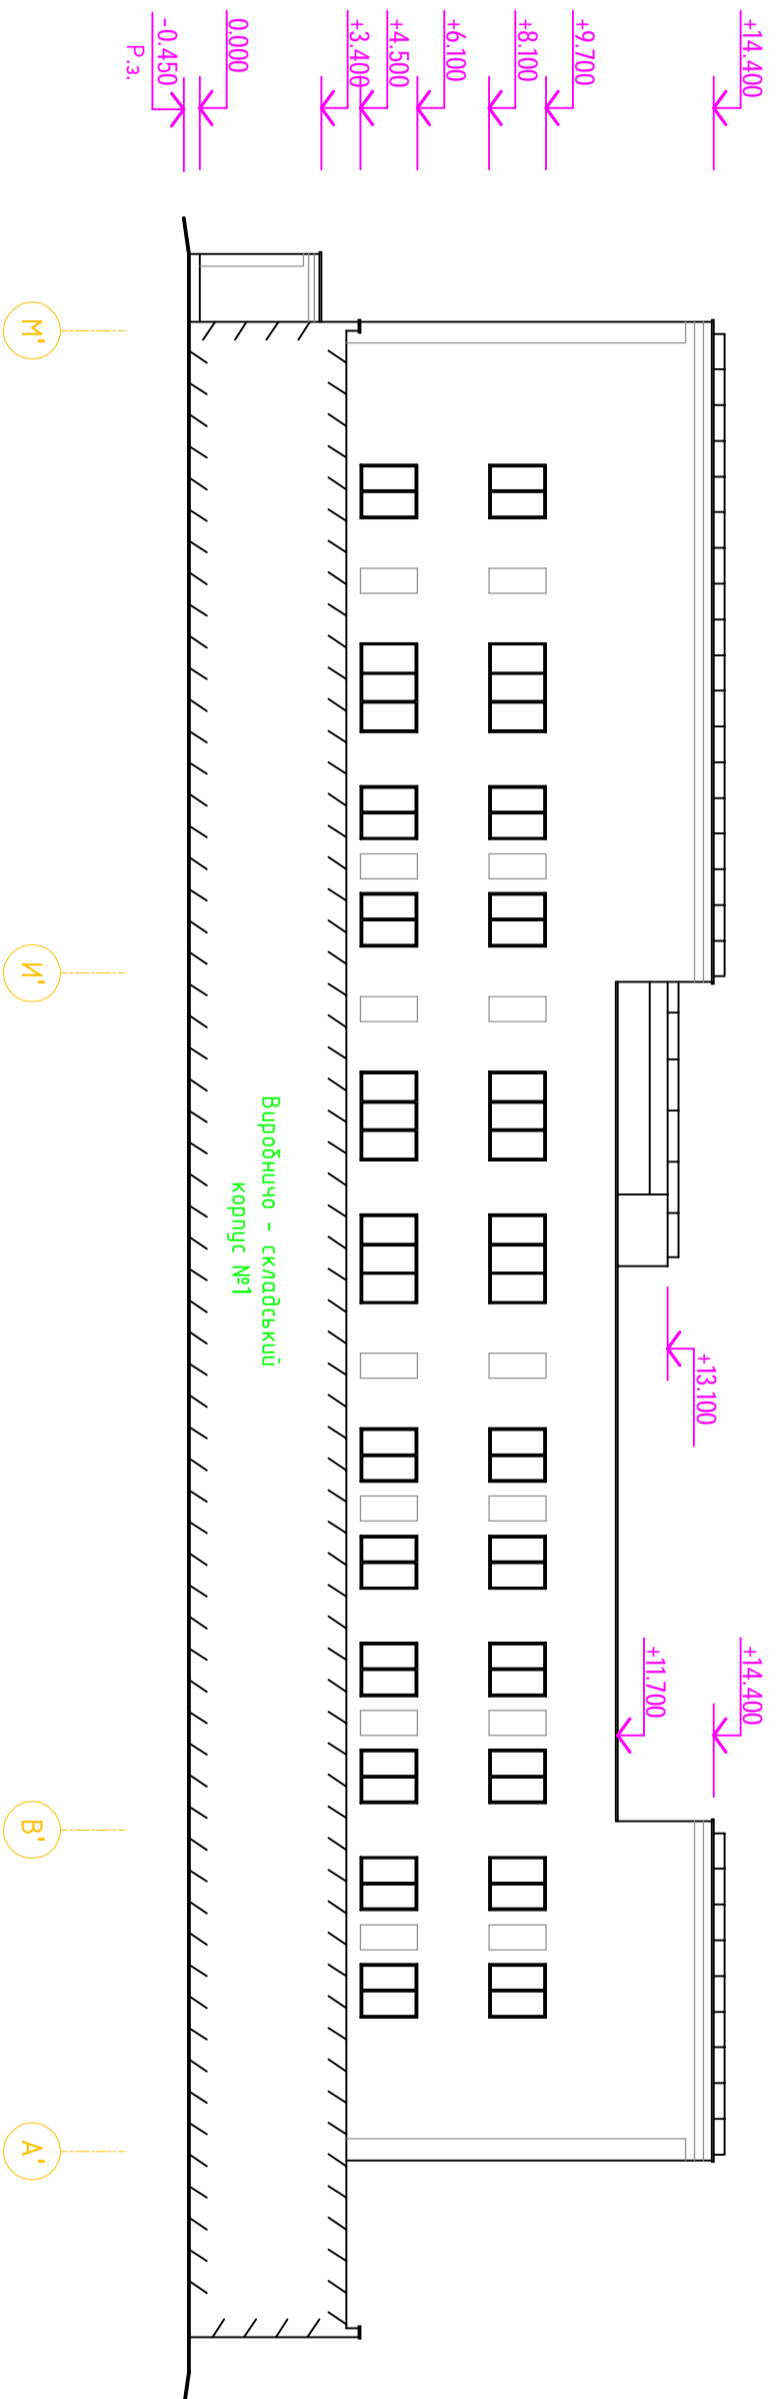 +14.400
+9.700
+8.100
+6.100
+4.500
+3.400
0.000
-0.450
Р.з.
+13.100
+14.400
+11.700
Виробничо - складський
корпус №1
М'
И'
В'
А'